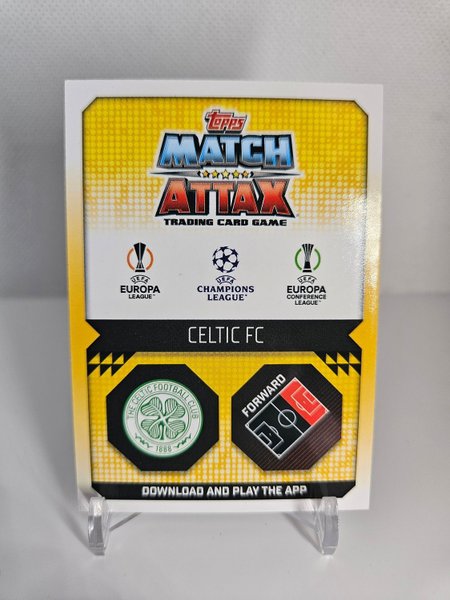 Topps
MATCH
ATTAX
TRADING CARD GAME
UEFA
EUROPA
LEAGUE
UEFA
CHAMPIONS
LEAGUE
UEFA
EUROPA
CONFERENCE
LEAGUE
CELTIC FC
THE CELTIC FOOTBALL CLUB
1888
FORWARD
DOWNLOAD AND PLAY THE APP